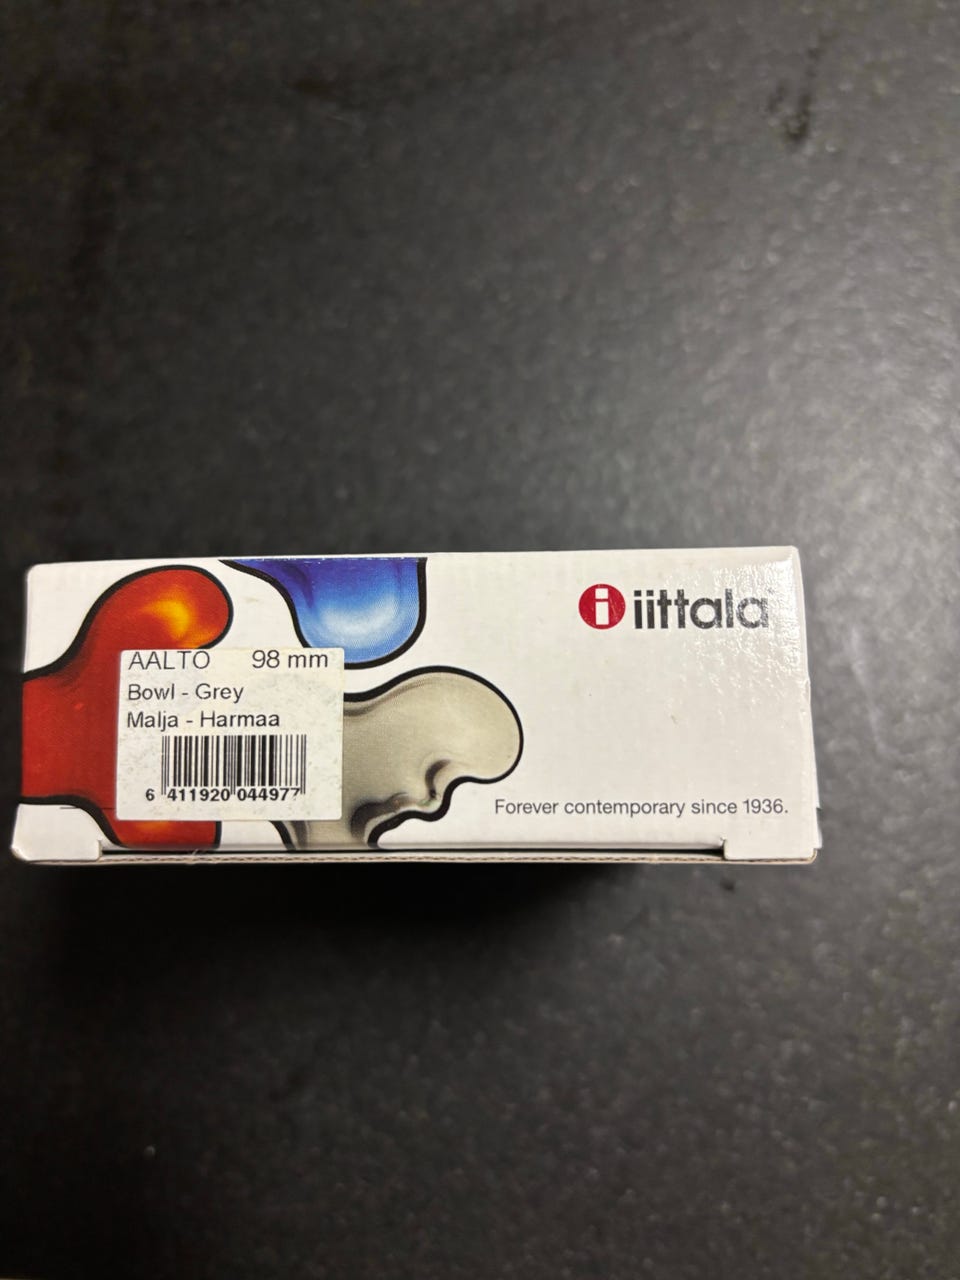 iittala
AALTO 98 mm
Bowl - Grey
Malja - Harmaa
6 411920 044977
Forever contemporary since 1936.